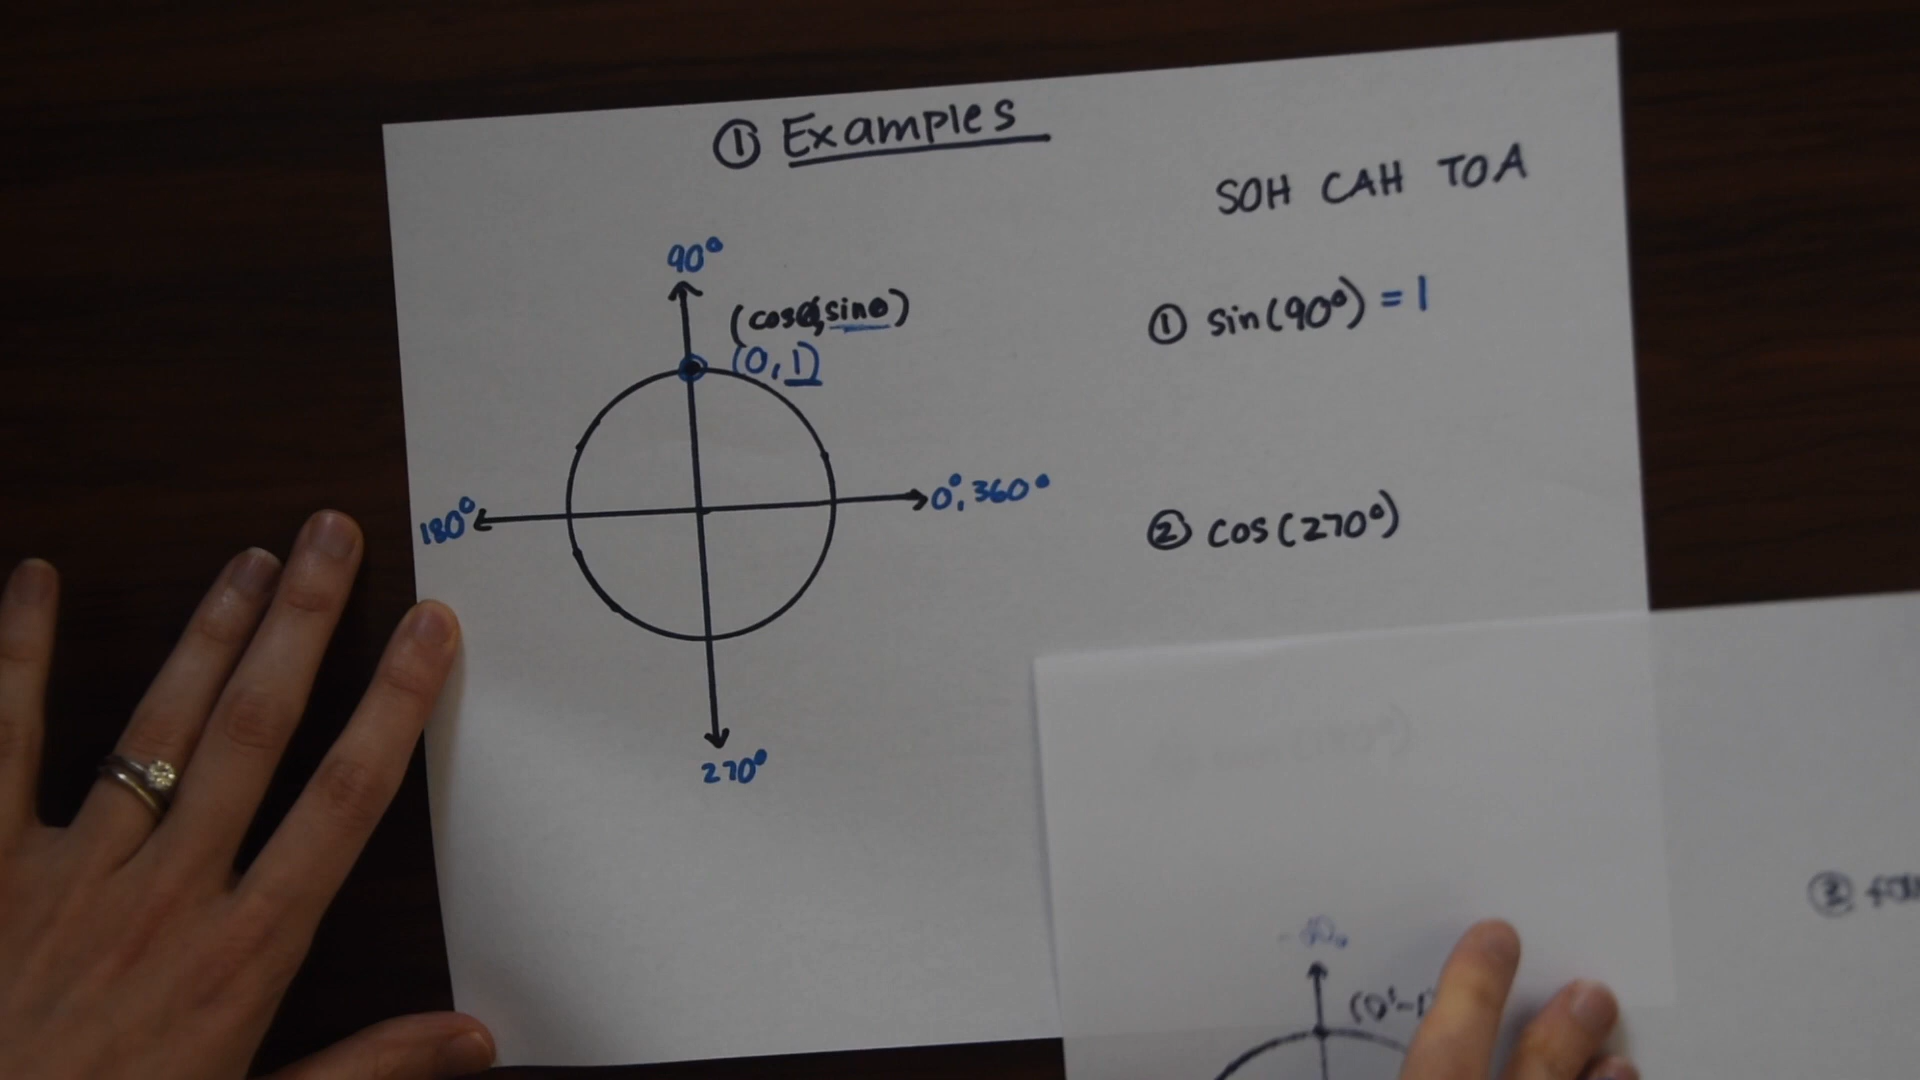 ① Examples
SOH CAH TOA
90°
(cosθ, sinθ)
(0, 1)
① sin(90°) = 1
180°
0°, 360°
② cos(270°)
270°